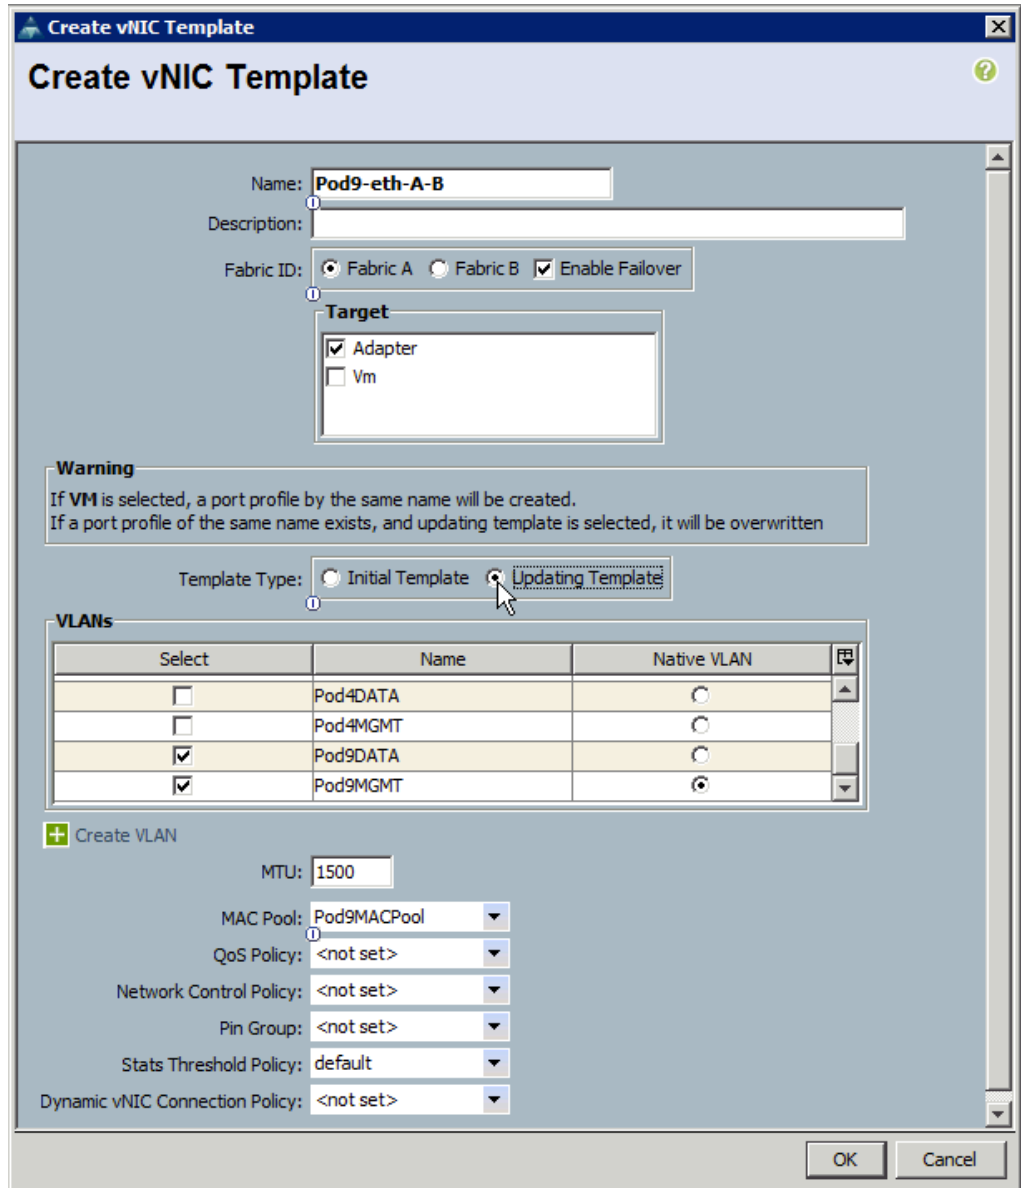 Create vNIC Template
Create vNIC Template
Name: Pod9-eth-A-B
Description:
Fabric ID: Fabric A Fabric B Enable Failover
Target
Adapter
Vm
Warning
If VM is selected, a port profile by the same name will be created.
If a port profile of the same name exists, and updating template is selected, it will be overwritten
Template Type: Initial Template Updating Template
VLANs
Select Name Native VLAN
Pod4DATA
Pod4MGMT
Pod9DATA
Pod9MGMT
Create VLAN
MTU: 1500
MAC Pool: Pod9MACPool
QoS Policy: <not set>
Network Control Policy: <not set>
Pin Group: <not set>
Stats Threshold Policy: default
Dynamic vNIC Connection Policy: <not set>
OK Cancel